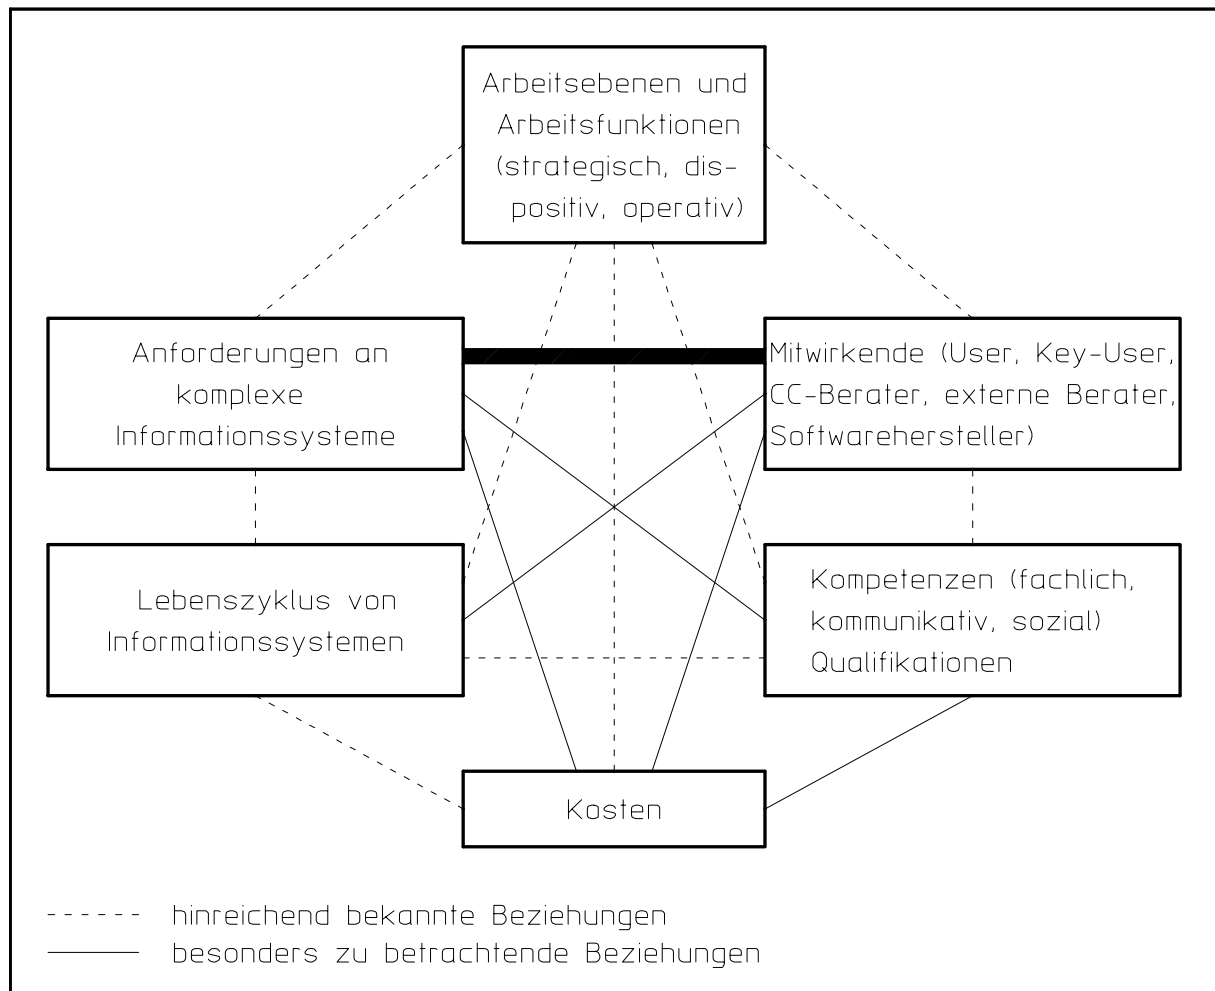 Arbeitsebenen und
Arbeitsfunktionen
(strategisch, dis-
positiv, operativ)
Anforderungen an
komplexe
Informationssysteme
Mitwirkende (User, Key-User,
CC-Berater, externe Berater,
Softwarehersteller)
Lebenszyklus von
Informationssystemen
Kompetenzen (fachlich,
kommunikativ, sozial)
Qualifikationen
Kosten
hinreichend bekannte Beziehungen
besonders zu betrachtende Beziehungen